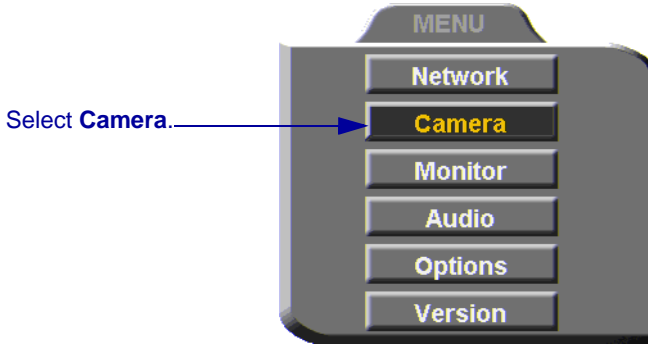 MENU
Network
Select Camera.
Camera
Monitor
Audio
Options
Version